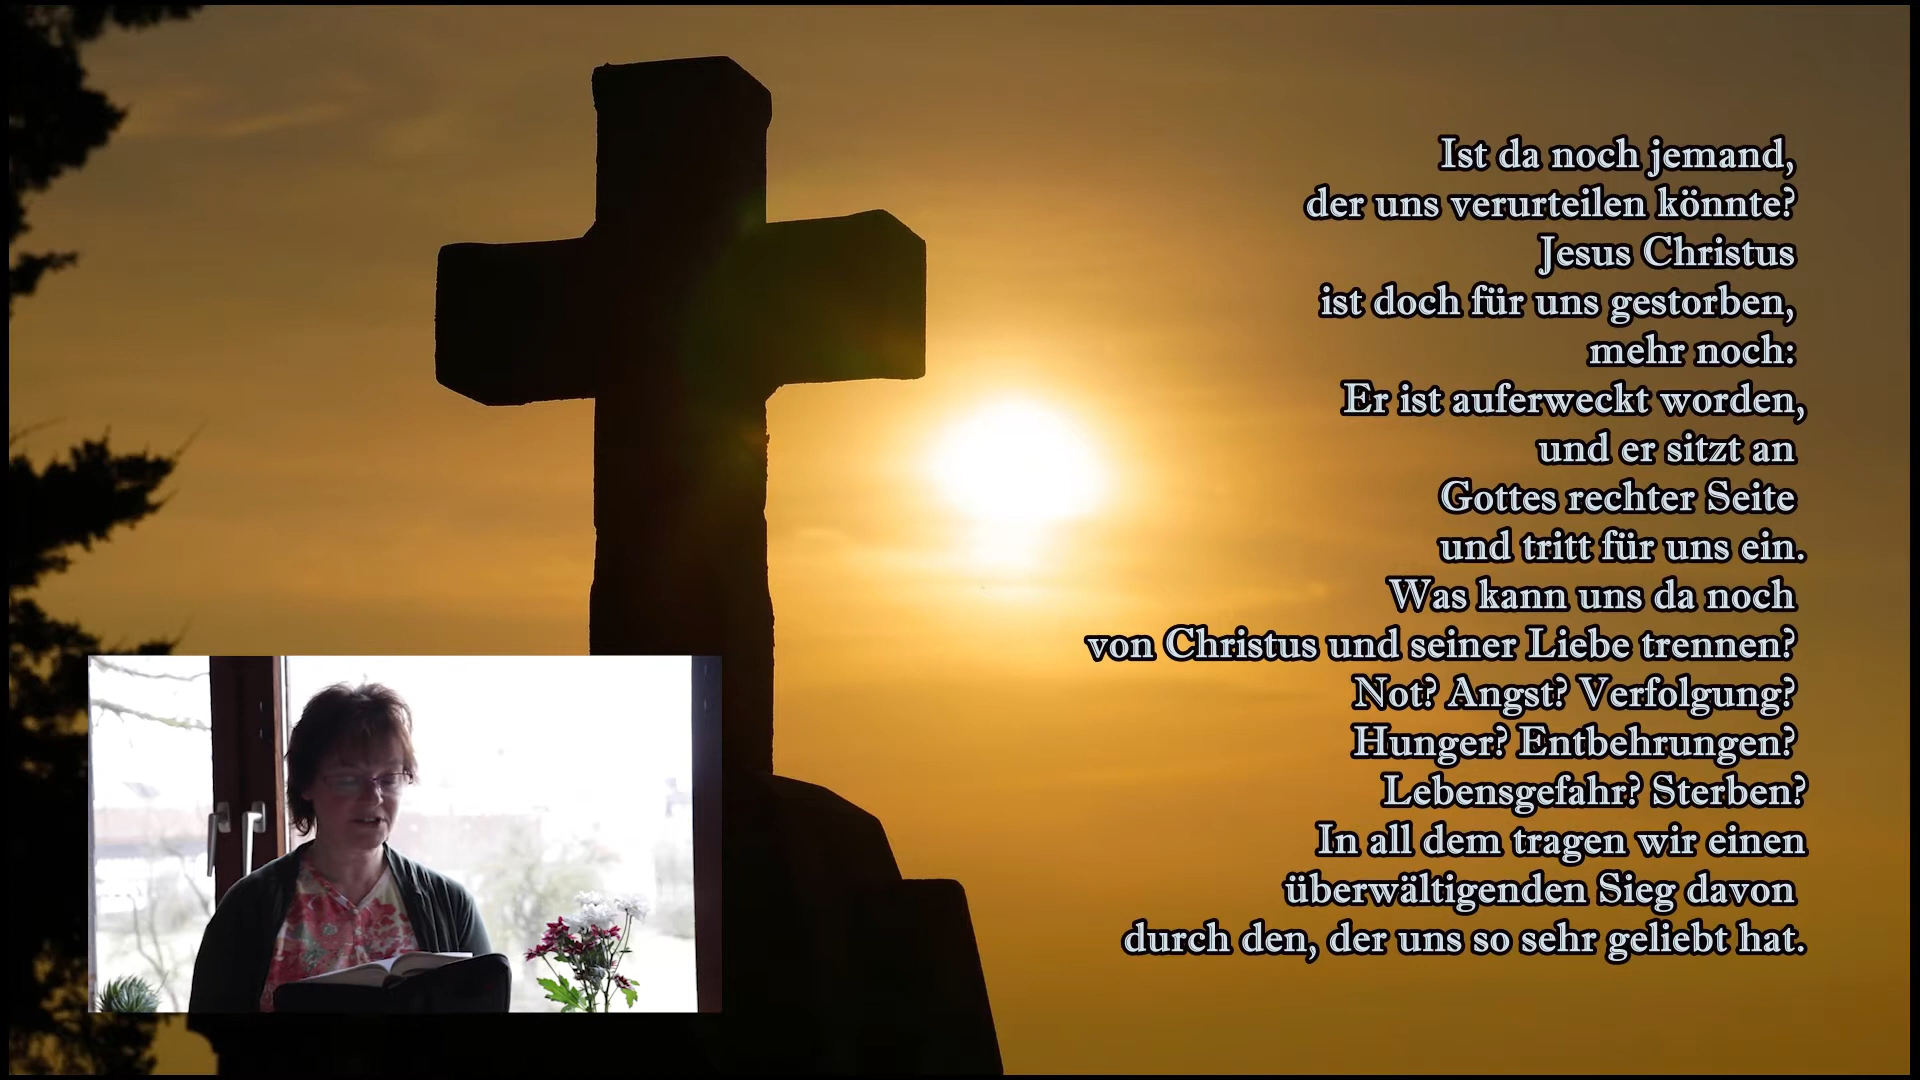 Ist da noch jemand,
der uns verurteilen könnte?
Jesus Christus
ist doch für uns gestorben,
mehr noch:
Er ist auferweckt worden,
und er sitzt an
Gottes rechter Seite
und tritt für uns ein.
Was kann uns da noch
von Christus und seiner Liebe trennen?
Not? Angst? Verfolgung?
Hunger? Entbehrungen?
Lebensgefahr? Sterben?
In all dem tragen wir einen
überwältigenden Sieg davon
durch den, der uns so sehr geliebt hat.